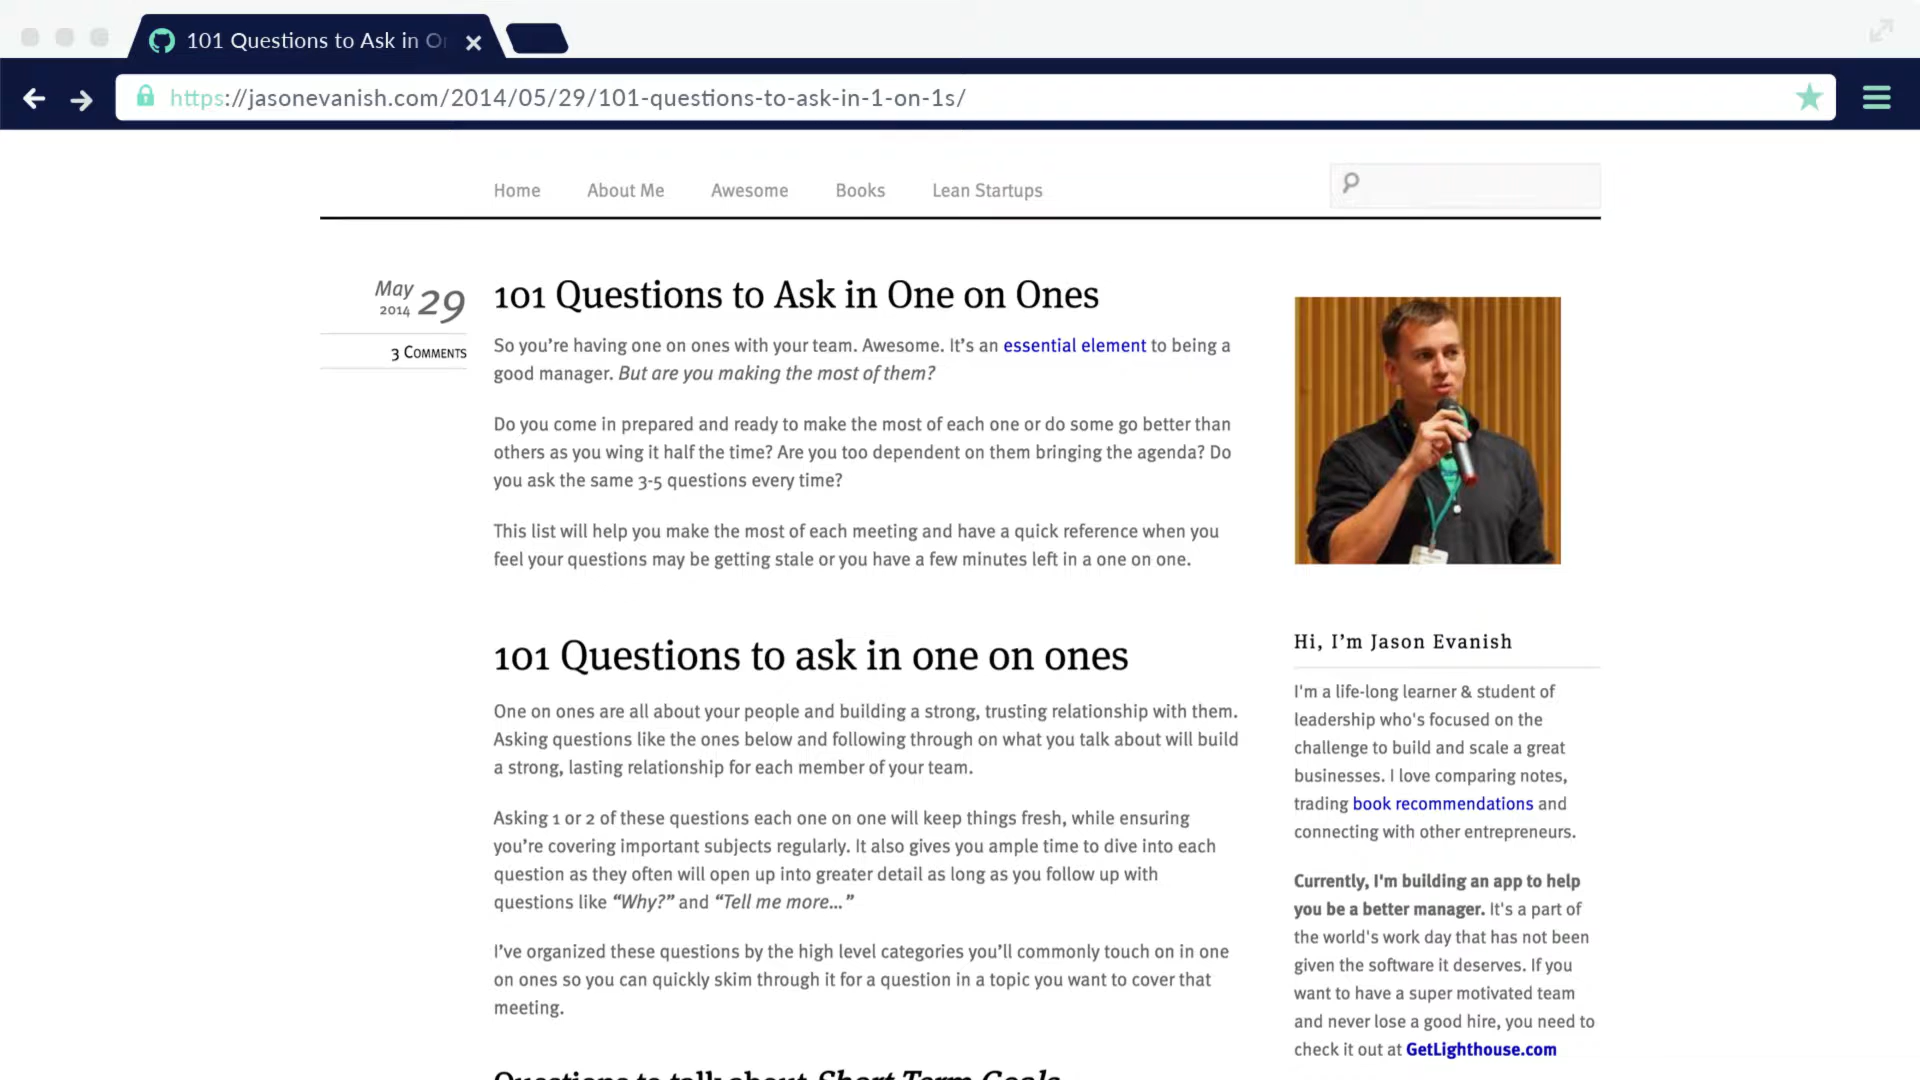 101 Questions to Ask in
https://jasonevanish.com/2014/05/29/101-questions-to-ask-in-1-on-1s/
Home About Me Awesome Books Lean Startups
May 29
2014
3 Comments
101 Questions to Ask in One on Ones
So you’re having one on ones with your team. Awesome. It’s an essential element to being a
good manager. But are you making the most of them?
Do you come in prepared and ready to make the most of each one or do some go better than
others as you wing it half the time? Are you too dependent on them bringing the agenda? Do
you ask the same 3-5 questions every time?
This list will help you make the most of each meeting and have a quick reference when you
feel your questions may be getting stale or you have a few minutes left in a one on one.
101 Questions to ask in one on ones
One on ones are all about your people and building a strong, trusting relationship with them.
Asking questions like the ones below and following through on what you talk about will build
a strong, lasting relationship for each member of your team.
Asking 1 or 2 of these questions each one on one will keep things fresh, while ensuring
you’re covering important subjects regularly. It also gives you ample time to dive into each
question as they often will open up into greater detail as long as you follow up with
questions like “Why?” and “Tell me more…”
I’ve organized these questions by the high level categories you’ll commonly touch on in one
on ones so you can quickly skim through it for a question in a topic you want to cover that
meeting.
Questions to talk about Short Term Goals
Hi, I’m Jason Evanish
I'm a life-long learner & student of
leadership who's focused on the
challenge to build and scale a great
businesses. I love comparing notes,
trading book recommendations and
connecting with other entrepreneurs.
Currently, I'm building an app to help
you be a better manager. It's a part of
the world's work day that has not been
given the software it deserves. If you
want to have a super motivated team
and never lose a good hire, you need to
check it out at GetLighthouse.com